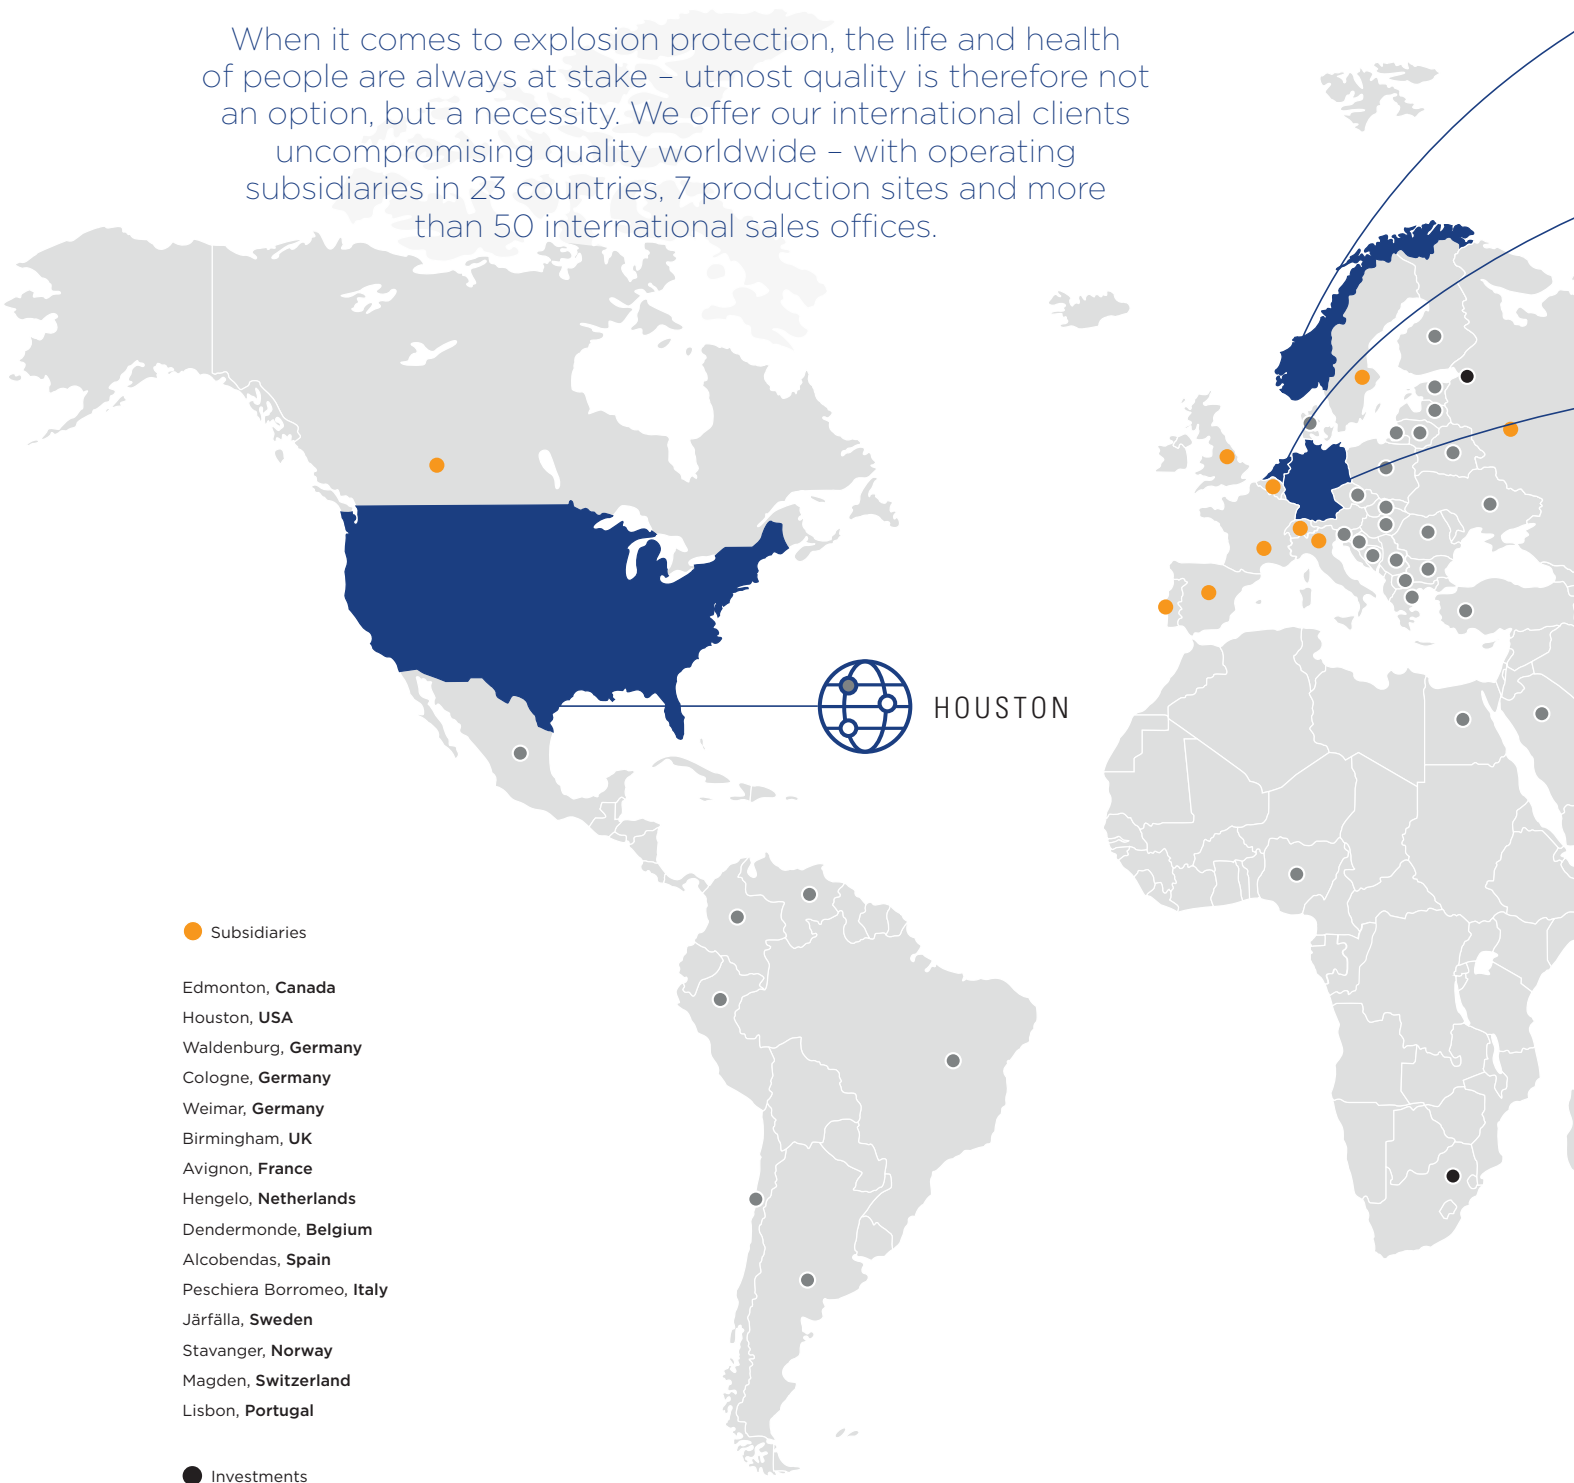 When it comes to explosion protection, the life and health
of people are always at stake – utmost quality is therefore not
an option, but a necessity. We offer our international clients
uncompromising quality worldwide – with operating
subsidiaries in 23 countries, 7 production sites and more
than 50 international sales offices.
HOUSTON
Subsidiaries
Edmonton, Canada
Houston, USA
Waldenburg, Germany
Cologne, Germany
Weimar, Germany
Birmingham, UK
Avignon, France
Hengelo, Netherlands
Dendermonde, Belgium
Alcobendas, Spain
Peschiera Borromeo, Italy
Järfälla, Sweden
Stavanger, Norway
Magden, Switzerland
Lisbon, Portugal
Investments